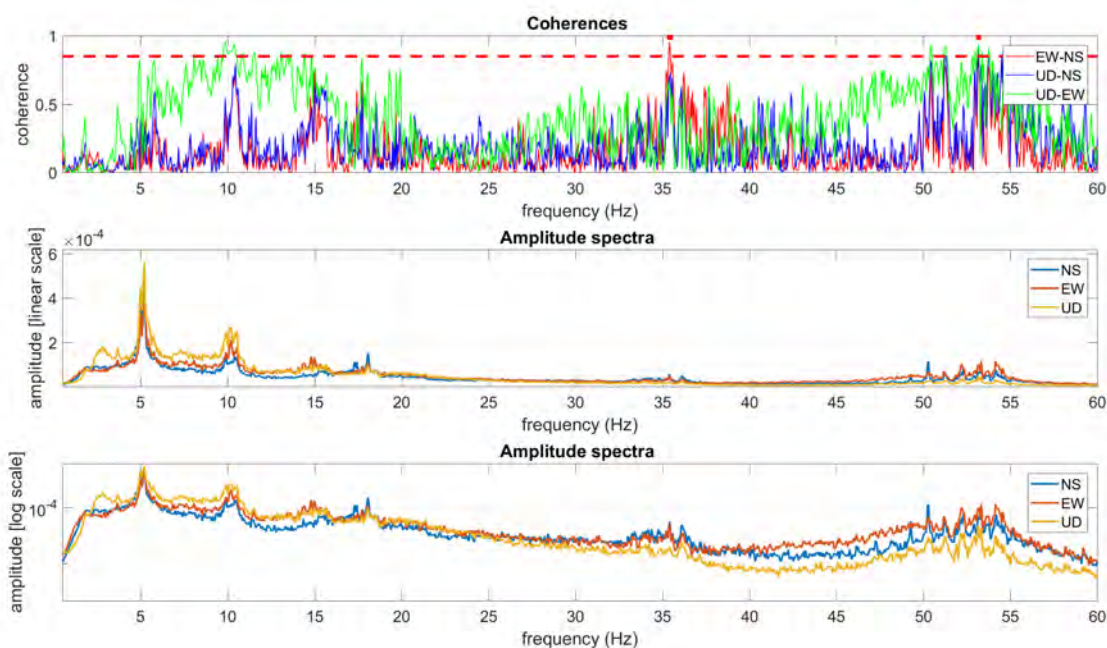 Coherences
1
0.5
0
coherence
EW-NS
UD-NS
UD-EW
5 10 15 20 25 30 35 40 45 50 55 60
frequency (Hz)
Amplitude spectra
×10-4
6
4
2
amplitude [linear scale]
NS
EW
UD
5 10 15 20 25 30 35 40 45 50 55 60
frequency (Hz)
Amplitude spectra
10-4
amplitude [log scale]
NS
EW
UD
5 10 15 20 25 30 35 40 45 50 55 60
frequency (Hz)